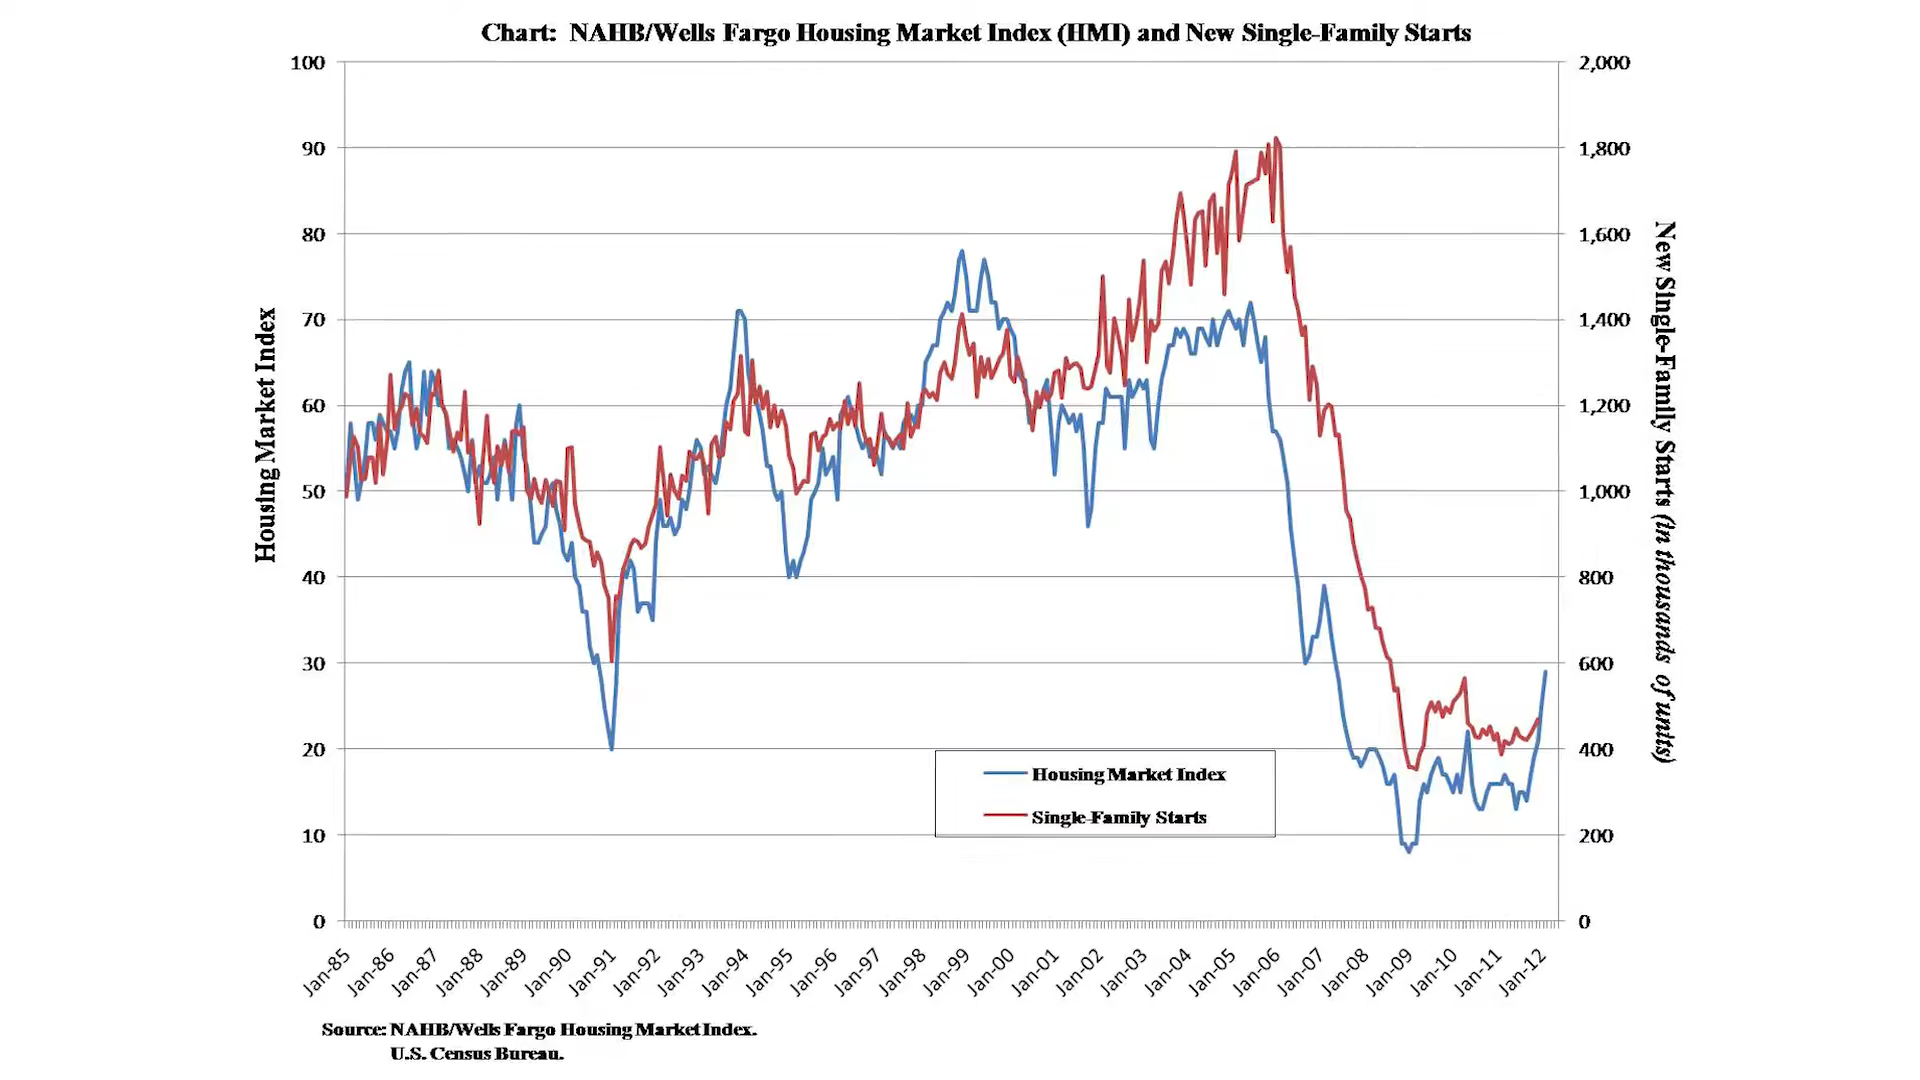 Chart: NAHB/Wells Fargo Housing Market Index (HMI) and New Single-Family Starts
100
90
80
70
60
50
40
30
20
10
0
Housing Market Index
2,000
1,800
1,600
1,400
1,200
1,000
800
600
400
200
0
New Single-Family Starts (in thousands of units)
Housing Market Index
Single-Family Starts
Jan-85
Jan-86
Jan-87
Jan-88
Jan-89
Jan-90
Jan-91
Jan-92
Jan-93
Jan-94
Jan-95
Jan-96
Jan-97
Jan-98
Jan-99
Jan-00
Jan-01
Jan-02
Jan-03
Jan-04
Jan-05
Jan-06
Jan-07
Jan-08
Jan-09
Jan-10
Jan-11
Jan-12
Source: NAHB/Wells Fargo Housing Market Index.
U.S. Census Bureau.